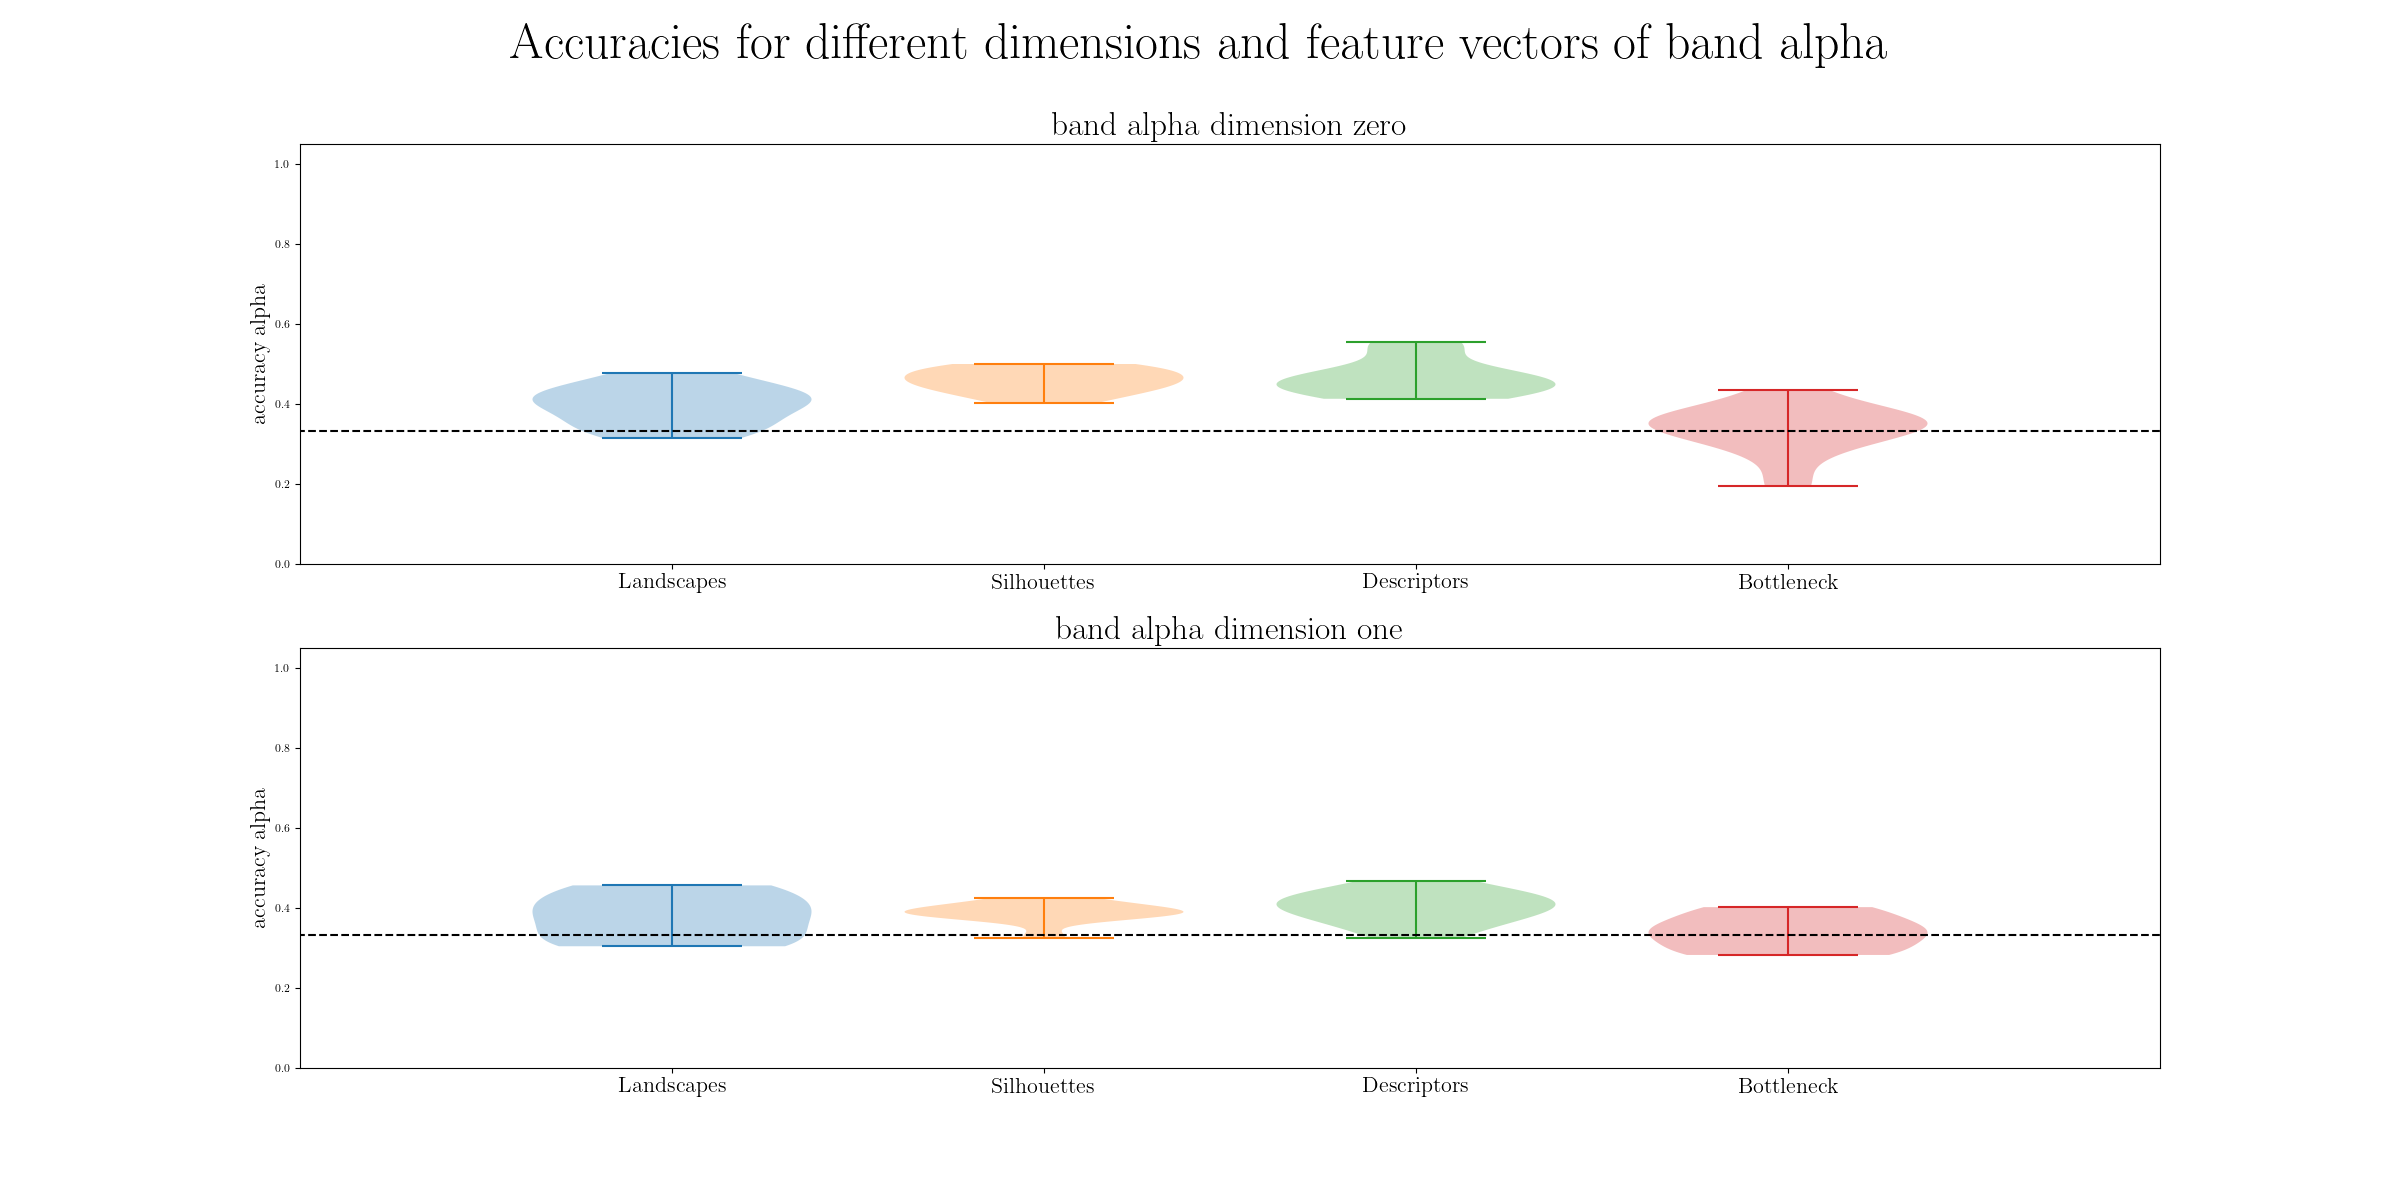 Accuracies for different dimensions and feature vectors of band alpha
band alpha dimension zero
accuracy alpha
1.0
0.8
0.6
0.4
0.2
0.0
Landscapes Silhouettes Descriptors Bottleneck
band alpha dimension one
accuracy alpha
1.0
0.8
0.6
0.4
0.2
0.0
Landscapes Silhouettes Descriptors Bottleneck